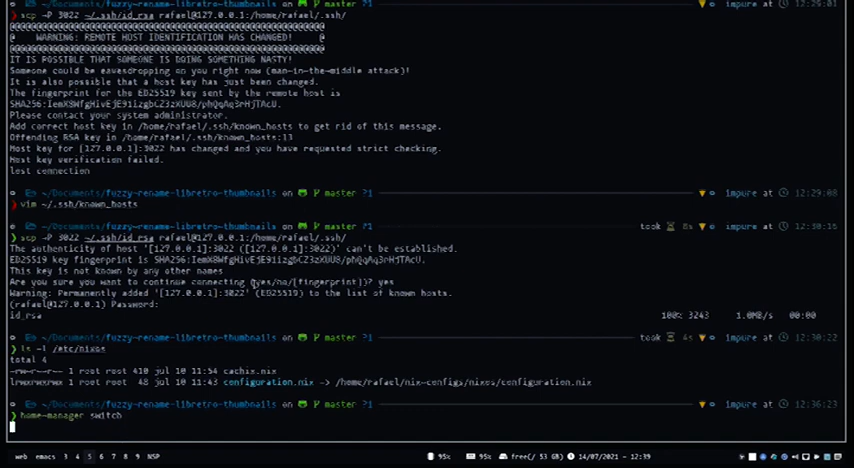 scp -P 3022 ~/.ssh/id_rsa rafael@127.0.0.1:/home/rafael/.ssh/
@@@@@@@@@@@@@@@@@@@@@@@@@@@@@@@@@@@@@@@@@@@@@@@@@@@@@@@@@@@
@ WARNING: REMOTE HOST IDENTIFICATION HAS CHANGED! @
@@@@@@@@@@@@@@@@@@@@@@@@@@@@@@@@@@@@@@@@@@@@@@@@@@@@@@@@@@@
IT IS POSSIBLE THAT SOMEONE IS DOING SOMETHING NASTY!
Someone could be eavesdropping on you right now (man-in-the-middle attack)!
It is also possible that a host key has just been changed.
The fingerprint for the ED25519 key sent by the remote host is
Please contact your system administrator.
Add correct host key in /home/rafael/.ssh/known_hosts to get rid of this message.
Offending RSA key in /home/rafael/.ssh/known_hosts:13
Host key for [127.0.0.1]:3022 has changed and you have requested strict checking.
Host key verification failed.
lost connection
~/Documents/fuzzy-rename-libretro-thumbnails on master ?1 impure at 12:29:08
❯ vim ~/.ssh/known_hosts
~/Documents/fuzzy-rename-libretro-thumbnails on master ?1 took 8s impure at 12:30:16
❯ scp -P 3022 ~/.ssh/id_rsa rafael@127.0.0.1:/home/rafael/.ssh/
The authenticity of host '[127.0.0.1]:3022 ([127.0.0.1]:3022)' can't be established.
ED25519 key fingerprint is
This key is not known by any other names
Are you sure you want to continue connecting (yes/no/[fingerprint])? yes
Warning: Permanently added '[127.0.0.1]:3022' (ED25519) to the list of known hosts.
(rafael@127.0.0.1) Password:
id_rsa 100% 3243 1.0MB/s 00:00
~/Documents/fuzzy-rename-libretro-thumbnails on master ?1 took 4s impure at 12:30:22
❯ ls -l /etc/nixos
total 4
-rw-r--r-- 1 root root 410 jul 10 11:54 cachix.nix
lrwxrwxrwx 1 root root 48 jul 10 11:43 configuration.nix -> /home/rafael/nix-configs/nixos/configuration.nix
~/Documents/fuzzy-rename-libretro-thumbnails on master ?1 impure at 12:36:23
❯ home-manager switch
web emacs 3 4 5 6 7 8 9 NSP 95% 95% free(/ 53 GB) 14/07/2021 - 12:39